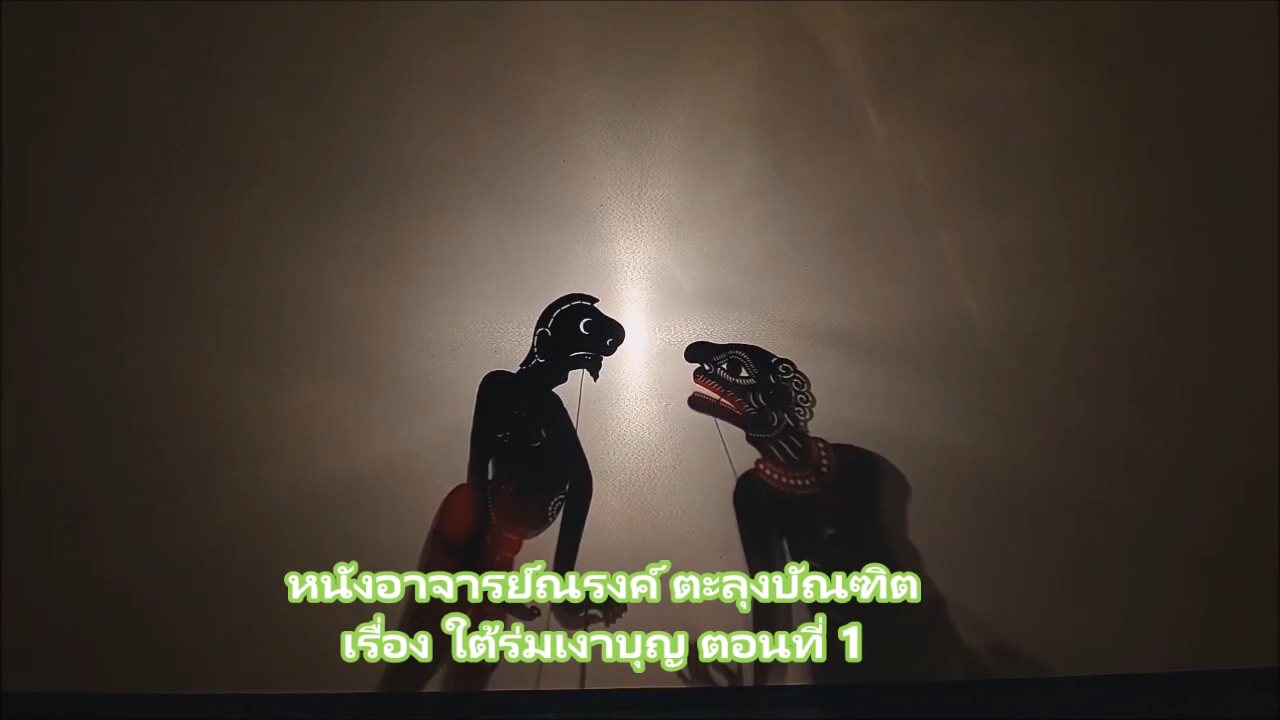 หนังอาจารย์ณรงค์ ตะลุงบัณฑิต
เรื่อง ใต้ร่มเงาบุญ ตอนที่ 1